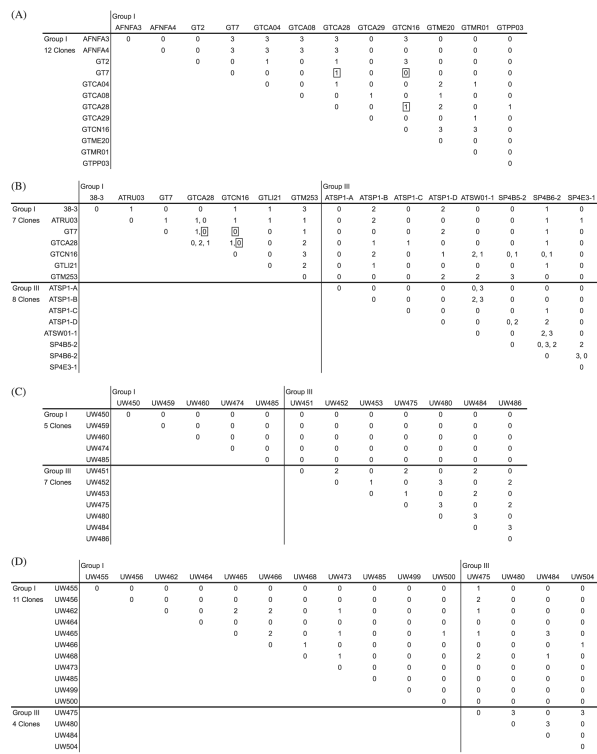 (A)
Group I
AFNFA3 AFNFA4 GT2 GT7 GTCA04 GTCA08 GTCA28 GTCA29 GTCN16 GTME20 GTMR01 GTPP03
Group I AFNFA3 0 0 0 3 3 3 3 0 3 0 0 0
12 Clones AFNFA4 0 0 3 3 3 3 0 0 0 0 0
GT2 0 0 1 0 1 0 3 0 0 0
GT7 0 0 0 1 0 0 0 0 0
GTCA04 0 0 1 0 0 2 1 0
GTCA08 0 0 1 0 1 0 0
GTCA28 0 0 1 2 0 1
GTCA29 0 0 0 1 0
GTCN16 0 3 3 0
GTME20 0 0 0
GTMR01 0 0
GTPP03 0
(B)
Group I Group III
38-3 ATRU03 GT7 GTCA28 GTCN16 GTLI21 GTM253 ATSP1-A ATSP1-B ATSP1-C ATSP1-D ATSW01-1 SP4B5-2 SP4B6-2 SP4E3-1
Group I 38-3 0 1 0 0 1 1 3 0 2 0 2 0 0 1 0
7 Clones ATRU03 0 1 1, 0 1 1 1 0 2 0 1 0 0 1 1
GT7 0 1, 0 0 0 1 0 0 0 0 0 0 1 0
GTCA28 0, 2, 1 1, 0 0 2 0 1 1 0 0 0 1 0
GTCN16 0 0 3 0 2 0 1 2, 1 0, 1 0, 1 0
GTLI21 0 2 0 1 0 0 0 0 1 0
GTM253 0 0 0 0 2 2 3 0 0
Group III ATSP1-A 0 0 0 0 0, 3 0 0 0
8 Clones ATSP1-B 0 0 0 2, 3 0 0 0
ATSP1-C 0 0 0 0 1 0
ATSP1-D 0 0 0, 2 2 0
ATSW01-1 0 0 2, 3 0
SP4B5-2 0 0, 3, 2 2
SP4B6-2 0 3, 0
SP4E3-1 0
(C)
Group I Group III
UW450 UW459 UW460 UW474 UW485 UW451 UW452 UW453 UW475 UW480 UW484 UW486
Group I UW450 0 0 0 0 0 0 0 0 0 0 0 0
5 Clones UW459 0 0 0 0 0 0 0 0 0 0 0
UW460 0 0 0 0 0 0 0 0 0 0
UW474 0 0 0 0 0 0 0 0 0
UW485 0 0 0 0 0 0 0 0
Group III UW451 0 2 0 2 0 2 0
7 Clones UW452 0 1 0 3 0 2
UW453 0 1 0 2 0
UW475 0 3 0 2
UW480 0 3 0
UW484 0 3
UW486 0
(D)
Group I Group III
UW455 UW456 UW462 UW464 UW465 UW466 UW468 UW473 UW485 UW499 UW500 UW475 UW480 UW484 UW504
Group I UW455 0 0 0 0 0 0 0 0 0 0 0 1 0 0 0
11 Clones UW456 0 0 0 0 0 0 0 0 0 0 2 0 0 0
UW462 0 0 2 2 0 1 0 0 0 1 0 0 0
UW464 0 0 0 0 0 0 0 0 0 0 0 0
UW465 0 2 0 1 0 0 1 1 0 3 0
UW466 0 1 0 0 0 0 0 0 0 1
UW468 0 1 0 0 0 2 0 1 0
UW473 0 0 0 0 0 0 0 0
UW485 0 0 0 0 0 0 0
UW499 0 0 0 0 0 0
UW500 0 0 0 0 0
Group III UW475 0 3 0 3
4 Clones UW480 0 3 0
UW484 0 0
UW504 0